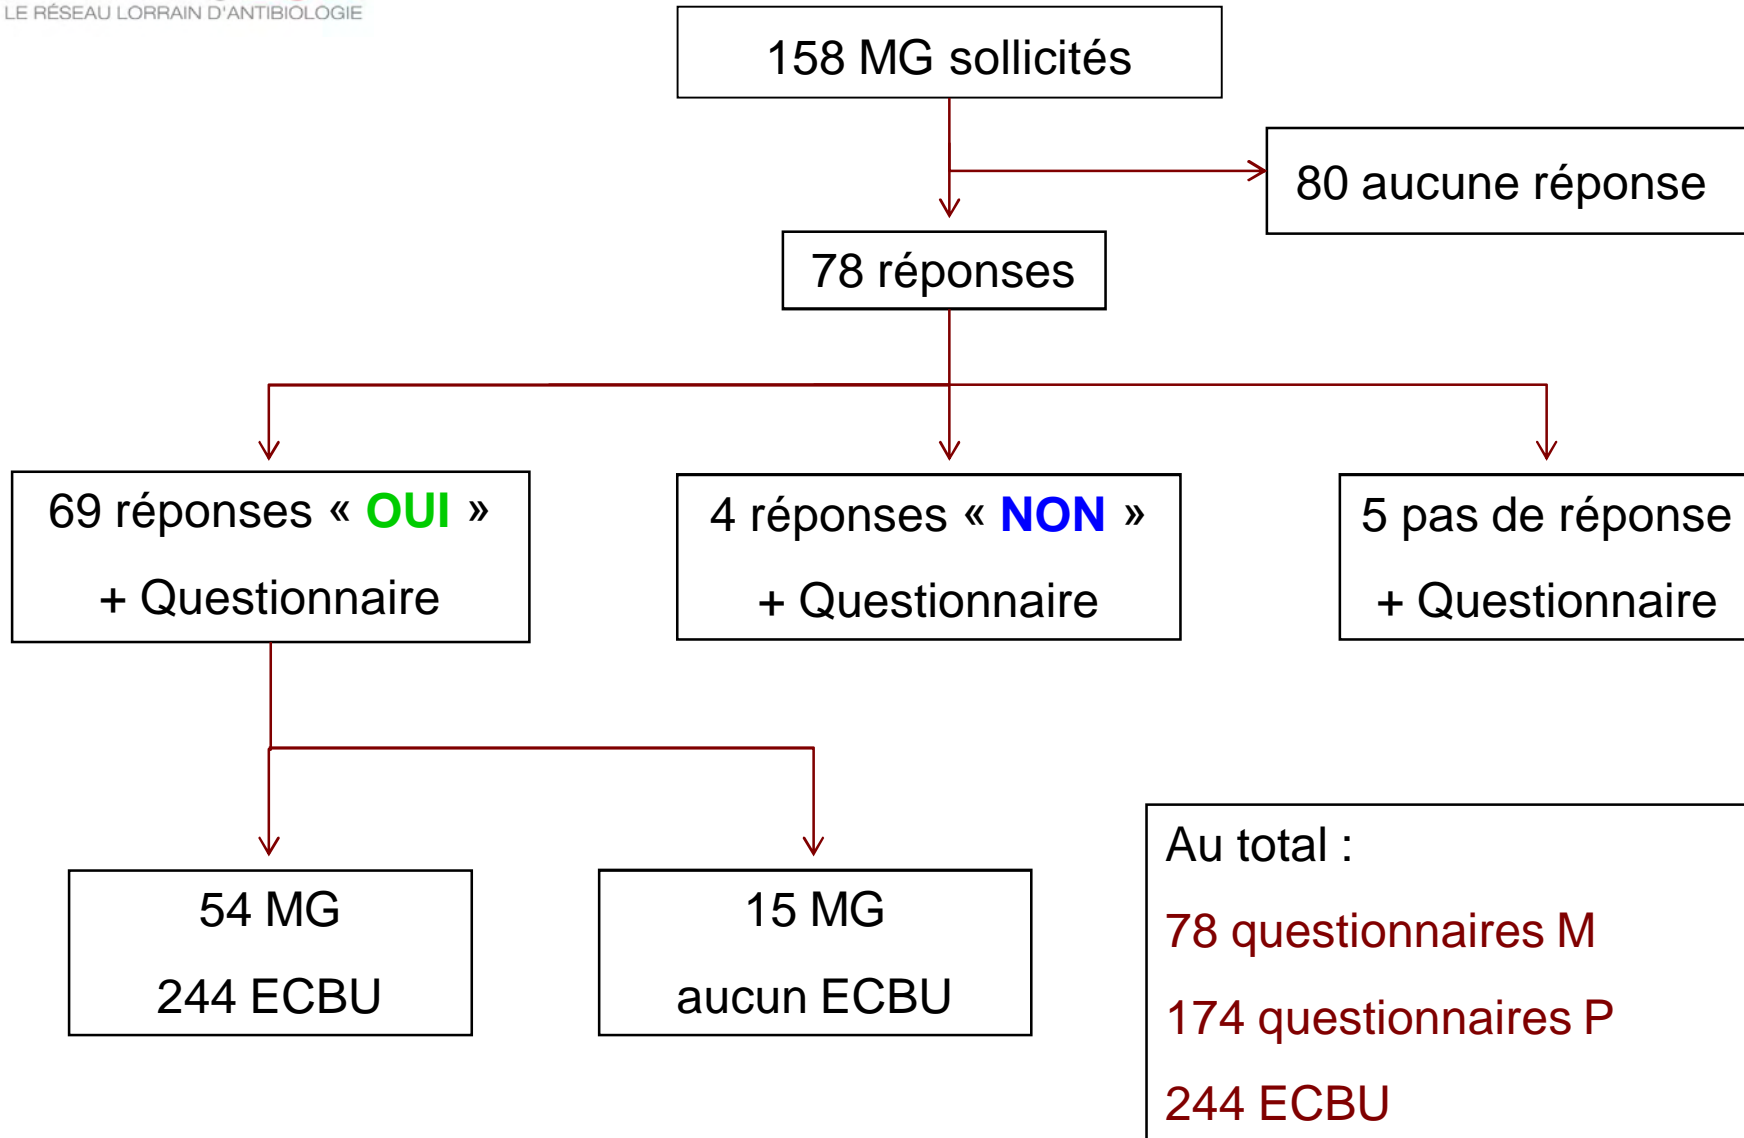 LE RÉSEAU LORRAIN D'ANTIBIOLOGIE
158 MG sollicités
80 aucune réponse
78 réponses
69 réponses « OUI »
+ Questionnaire
4 réponses « NON »
+ Questionnaire
5 pas de réponse
+ Questionnaire
54 MG
244 ECBU
15 MG
aucun ECBU
Au total :
78 questionnaires M
174 questionnaires P
244 ECBU